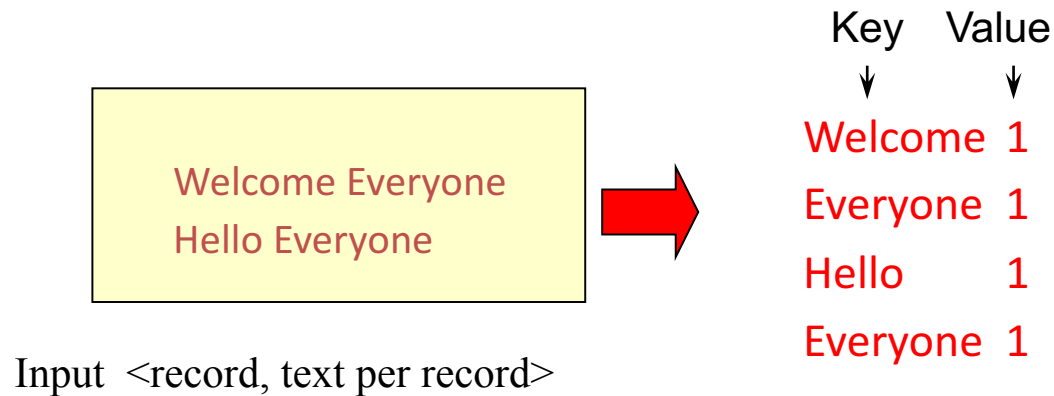 Key Value
Welcome Everyone
Hello Everyone
Welcome 1
Everyone 1
Hello 1
Everyone 1
Input <record, text per record>